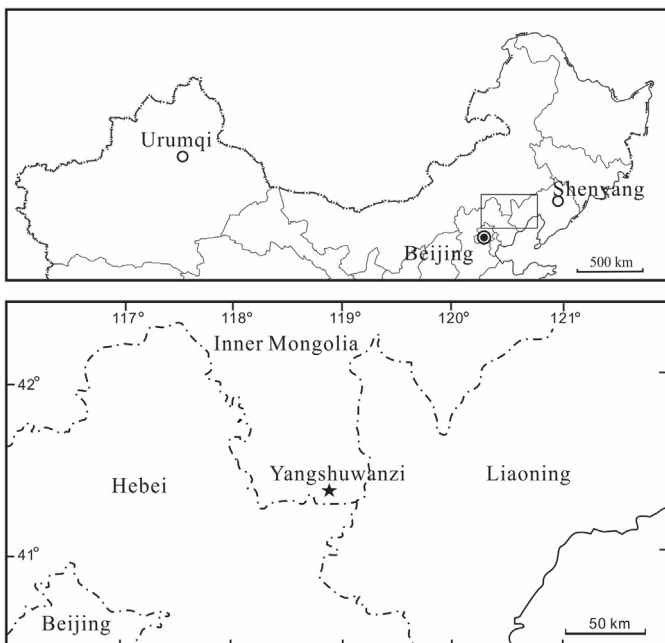 Urumqi
Shenyang
Beijing
500 km
117° 118° 119° 120° 121°
Inner Mongolia
42°
Yangshuwanzi
Hebei
Liaoning
41°
Beijing
50 km